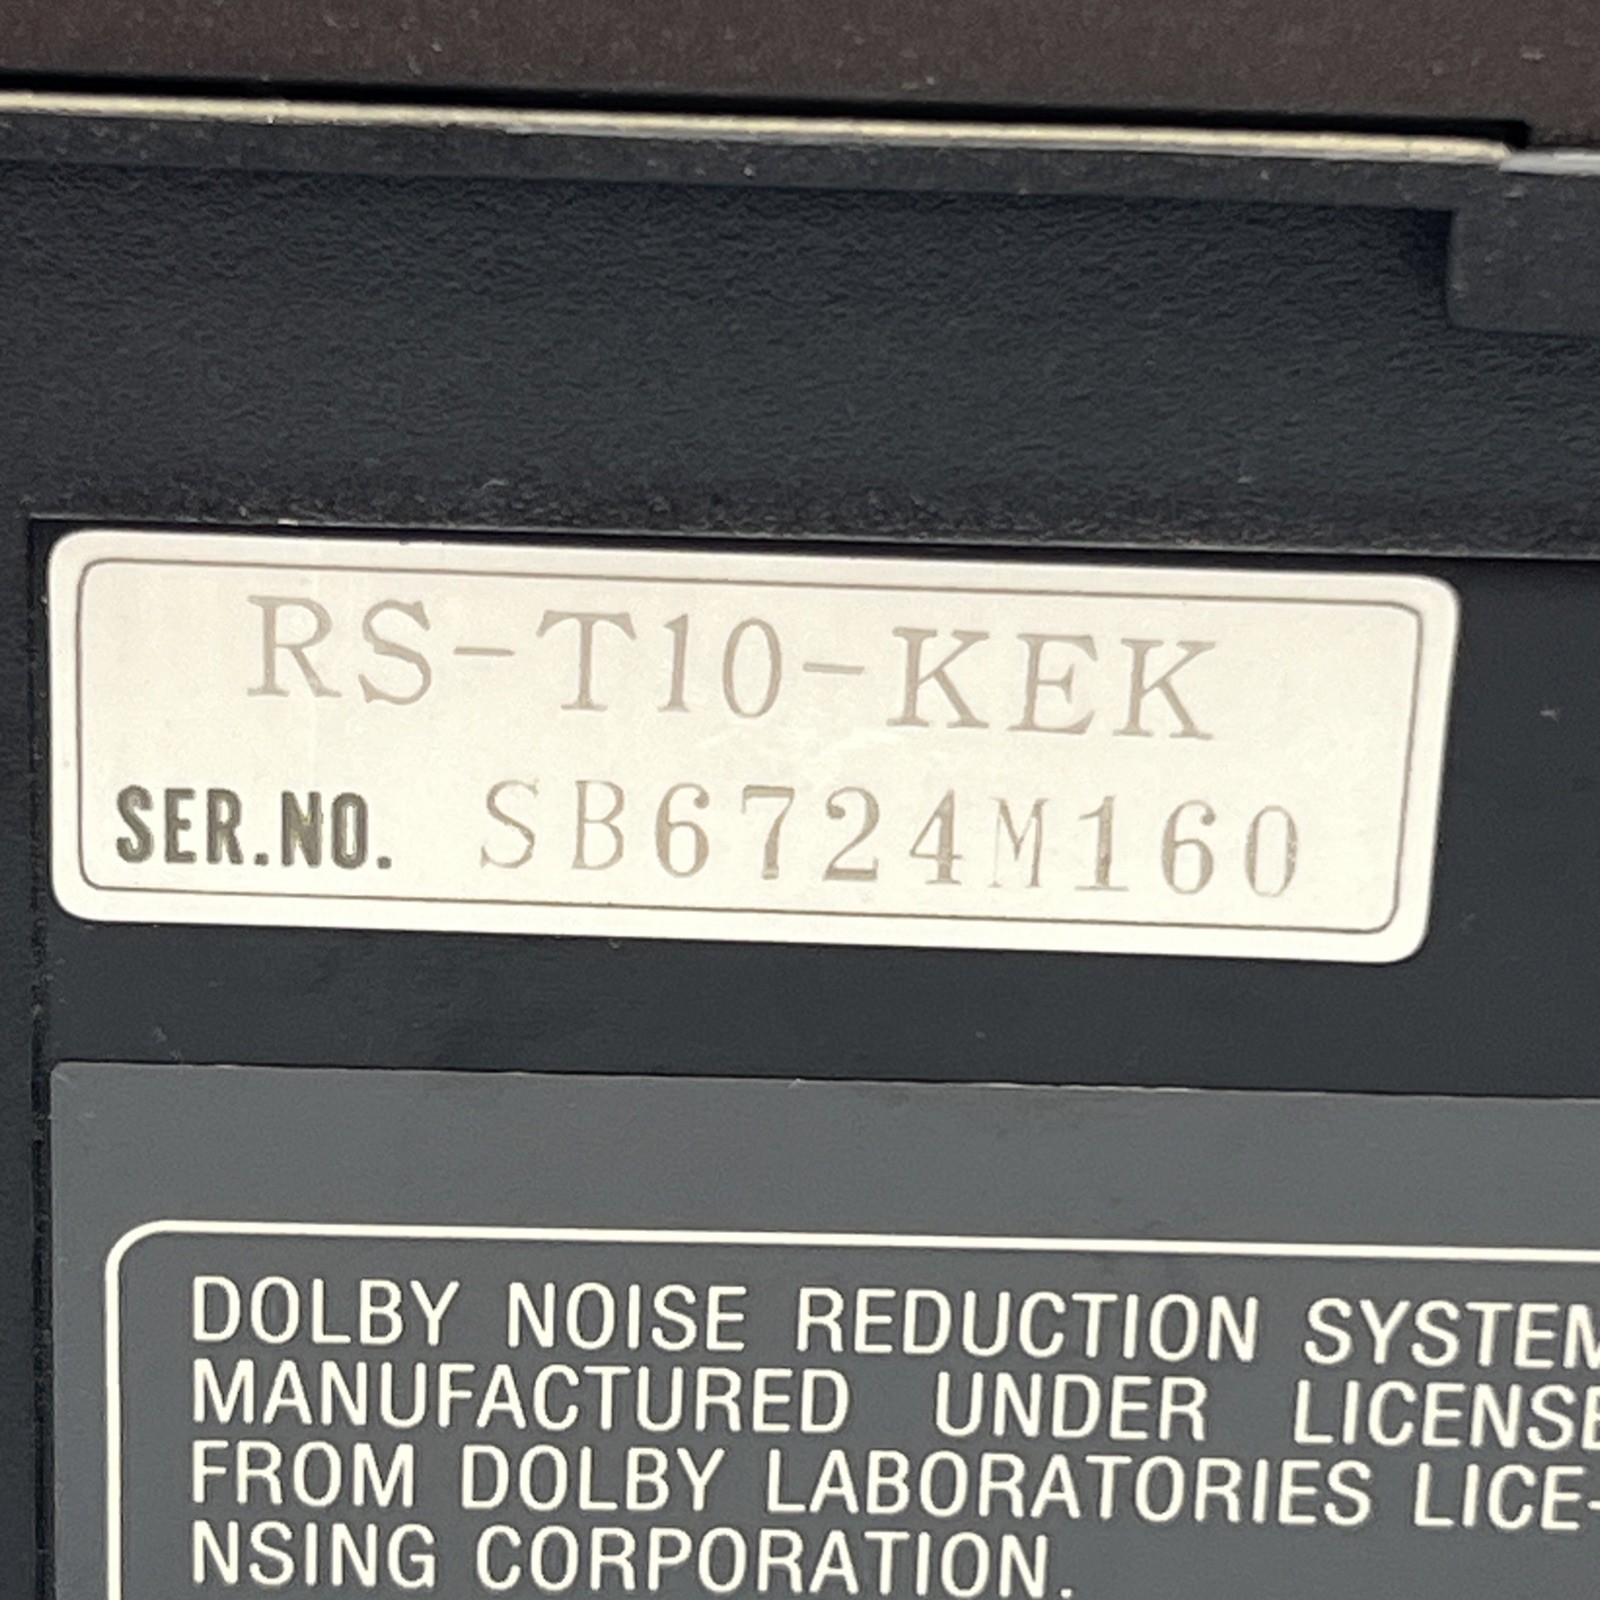 RS-T10-KEK
SER.NO. SB6724M160
DOLBY NOISE REDUCTION SYSTEM
MANUFACTURED UNDER LICENSE
FROM DOLBY LABORATORIES LICE-
NSING CORPORATION.